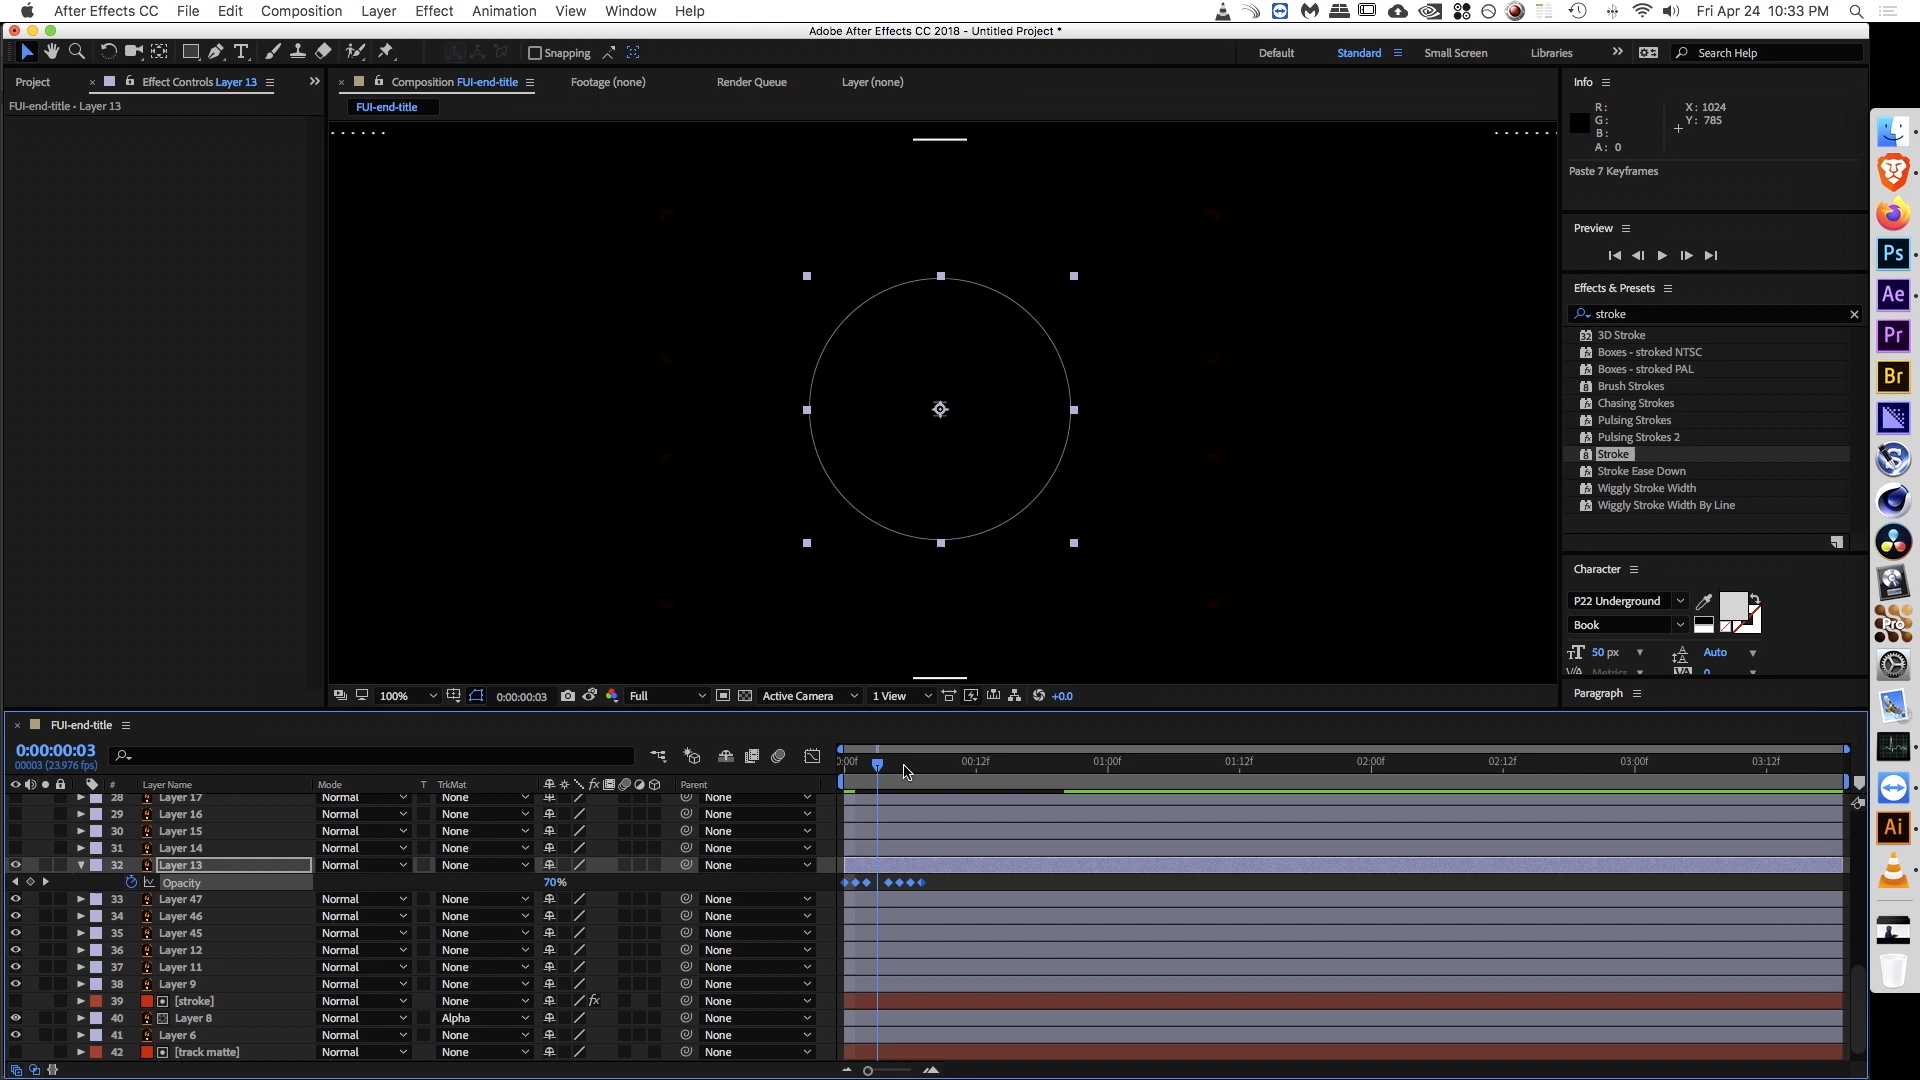 After Effects CC File Edit Composition Layer Effect Animation View Window Help Fri Apr 24 10:33 PM
Adobe After Effects CC 2018 - Untitled Project *
Snapping Default Standard Small Screen Libraries Search Help
Project Effect Controls Layer 13 Composition FUI-end-title Footage (none) Render Queue Layer (none) Info
FUI-end-title - Layer 13
FUI-end-title
R: X: 1024
G: Y: 785
B:
A: 0
Paste 7 Keyframes
Preview
Effects & Presets
stroke
3D Stroke
Boxes - stroked NTSC
Boxes - stroked PAL
Brush Strokes
Chasing Strokes
Pulsing Strokes
Pulsing Strokes 2
Stroke
Stroke Ease Down
Wiggly Stroke Width
Wiggly Stroke Width By Line
Character
P22 Underground
Book
50 px Auto
Metrics 0
Paragraph
100% 0:00:00:03 Full Active Camera 1 View +0.0
FUI-end-title
0:00:00:03
00003 (23.976 fps)
0:00f 00:12f 01:00f 01:12f 02:00f 02:12f 03:00f 03:12f
# Layer Name Mode T TrkMat Parent
28 Layer 17 Normal None None
29 Layer 16 Normal None None
30 Layer 15 Normal None None
31 Layer 14 Normal None None
32 Layer 13 Normal None None
Opacity 70%
33 Layer 47 Normal None None
34 Layer 46 Normal None None
35 Layer 45 Normal None None
36 Layer 12 Normal None None
37 Layer 11 Normal None None
38 Layer 9 Normal None None
39 [stroke] Normal None fx None
40 Layer 8 Normal Alpha None
41 Layer 6 Normal None None
42 [track matte] Normal None None
Ps
Ae
Pr
Br
Pro
Ai